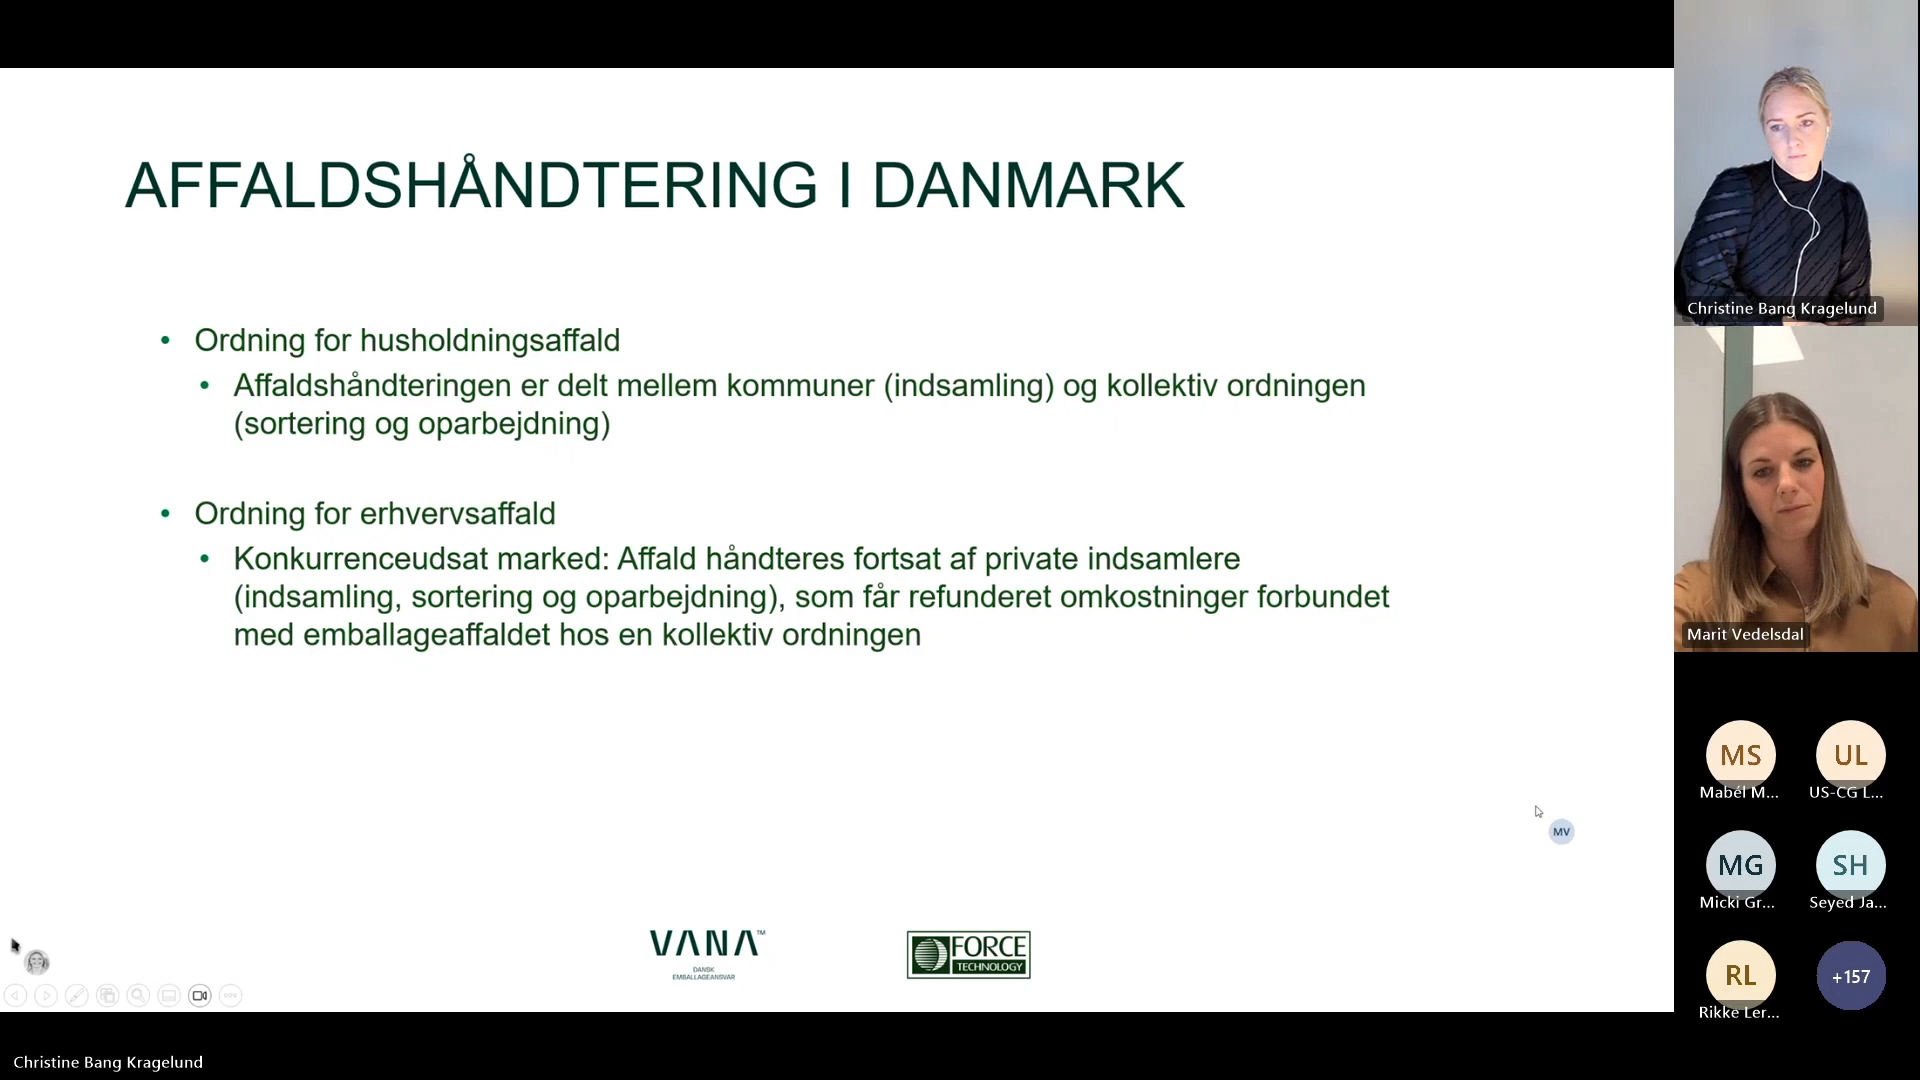 AFFALDSHÅNDTERING I DANMARK
• Ordning for husholdningsaffald
• Affaldshåndteringen er delt mellem kommuner (indsamling) og kollektiv ordningen
(sortering og oparbejdning)
• Ordning for erhvervsaffald
• Konkurrenceudsat marked: Affald håndteres fortsat af private indsamlere
(indsamling, sortering og oparbejdning), som får refunderet omkostninger forbundet
med emballageaffaldet hos en kollektiv ordningen
MV
VANA™
DANSK
EMBALLAGEANSVAR
FORCE
TECHNOLOGY
Christine Bang Kragelund
Christine Bang Kragelund
Marit Vedelsdal
MS
Mabél M...
UL
US-CG L...
MG
Micki Gr...
SH
Seyed Ja...
RL
Rikke Ler...
+157